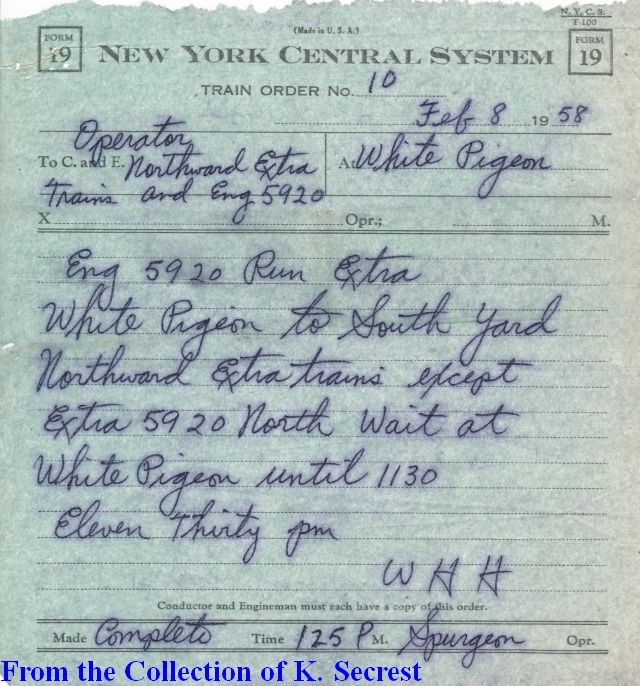 N.Y.C.S.
T-100
(Made in U. S. A.)
FORM 19
NEW YORK CENTRAL SYSTEM
FORM 19
TRAIN ORDER No. 10
Feb 8 1958
Operator
To C. and E. Northward Extra
Trains and Eng 5920
At White Pigeon
X Opr.; M.
Eng 5920 Run Extra
White Pigeon to South Yard
Northward Extra trains except
Extra 5920 North Wait at
White Pigeon until 1130
Eleven Thirty pm
W H H
Conductor and Engineman must each have a copy of this order.
Made Complete Time 125 P M. Spurgeon Opr.
From the Collection of K. Secrest